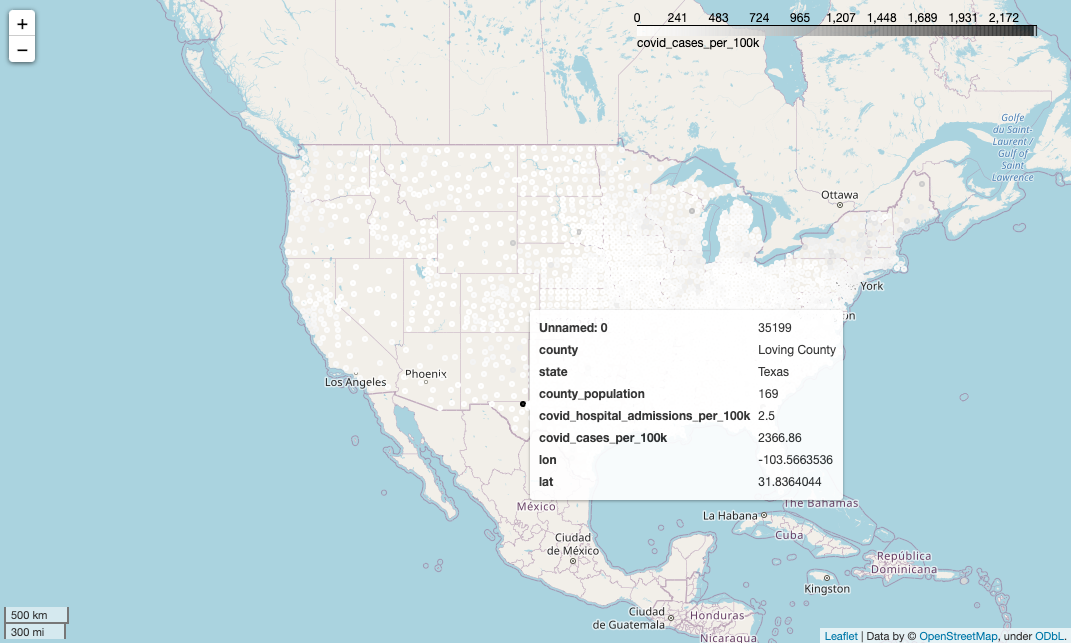 +
−
0 241 483 724 965 1,207 1,448 1,689 1,931 2,172
covid_cases_per_100k
Golfe
du Saint-
Laurent /
Gulf of
Saint
Lawrence
Ottawa
York
Phoenix
Los Angeles
Unnamed: 0 35199
county Loving County
state Texas
county_population 169
covid_hospital_admissions_per_100k 2.5
covid_cases_per_100k 2366.86
lon -103.5663536
lat 31.8364044
México
The Bahamas
La Habana
Cuba
Ciudad
de México
República
Dominicana
Kingston
Ciudad
de Guatemala
Honduras
Nicaragua
500 km
300 mi
Leaflet | Data by © OpenStreetMap, under ODbL.